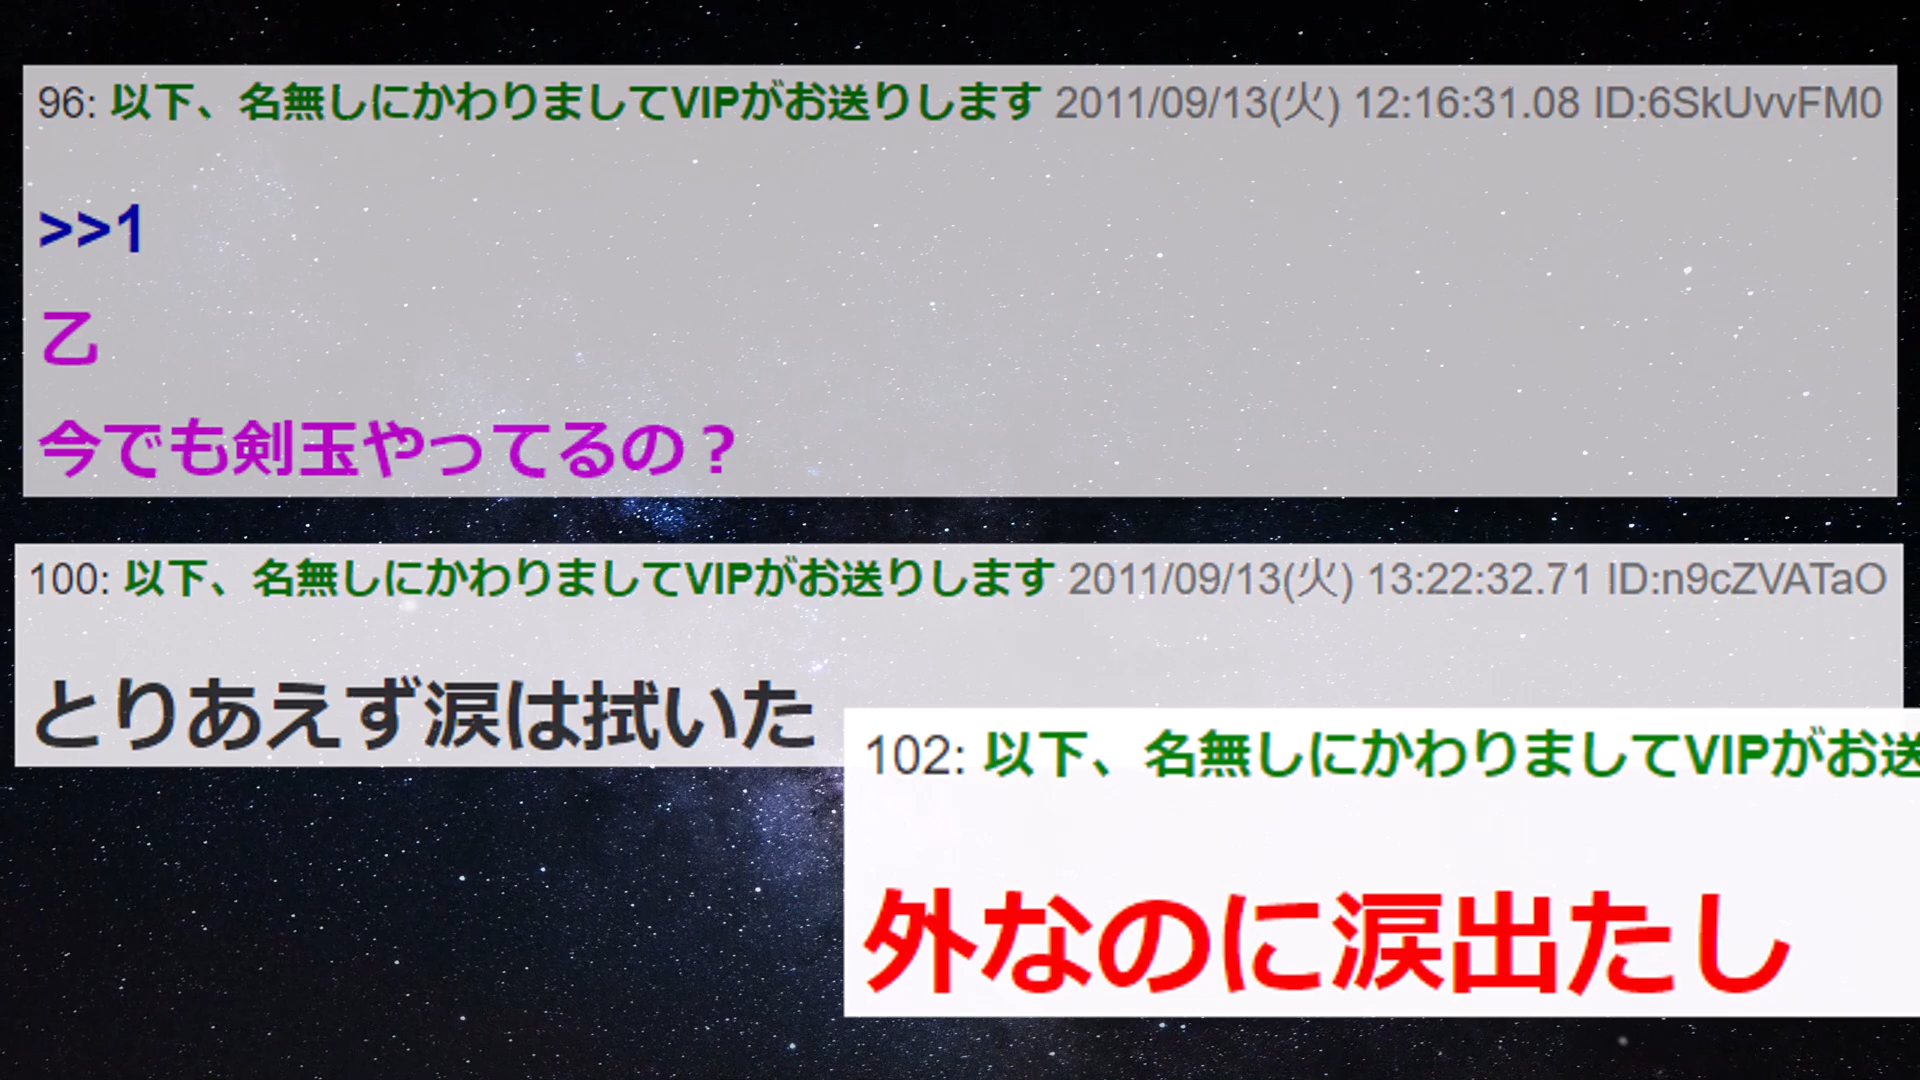 96: 以下、名無しにかわりましてVIPがお送りします 2011/09/13(火) 12:16:31.08 ID:6SkUvvFM0
>>1
乙
今でも剣玉やってるの？
100: 以下、名無しにかわりましてVIPがお送りします 2011/09/13(火) 13:22:32.71 ID:n9cZVATaO
とりあえず涙は拭いた
102: 以下、名無しにかわりましてVIPがお送
外なのに涙出たし